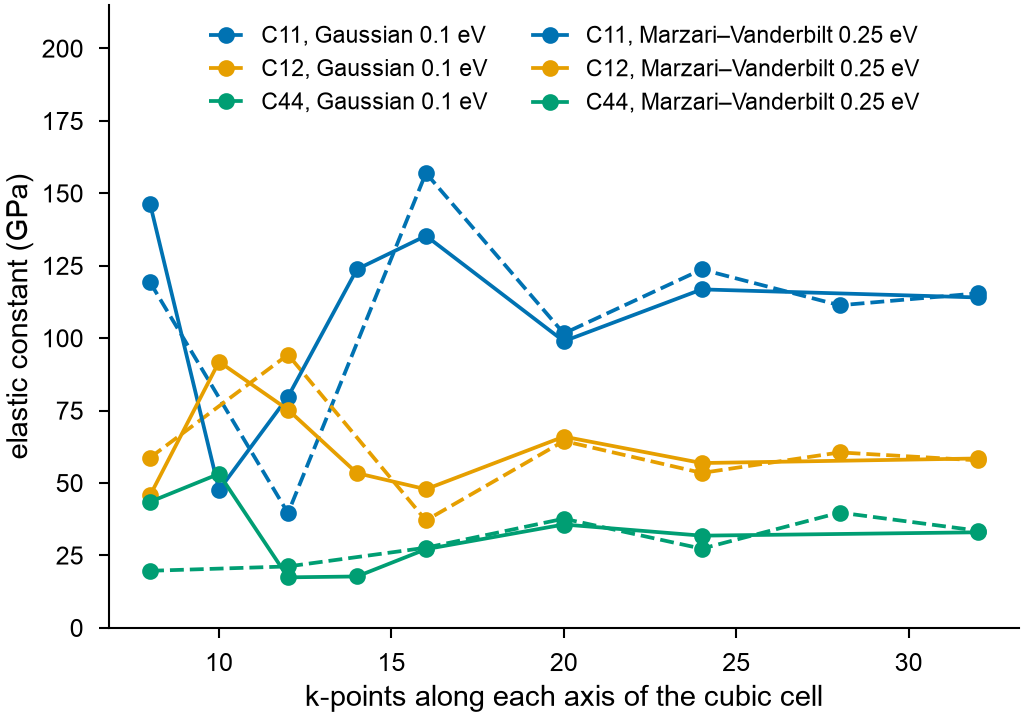 C11, Gaussian 0.1 eV
C12, Gaussian 0.1 eV
C44, Gaussian 0.1 eV
C11, Marzari–Vanderbilt 0.25 eV
C12, Marzari–Vanderbilt 0.25 eV
C44, Marzari–Vanderbilt 0.25 eV
elastic constant (GPa)
200
175
150
125
100
75
50
25
0
10 15 20 25 30
k-points along each axis of the cubic cell